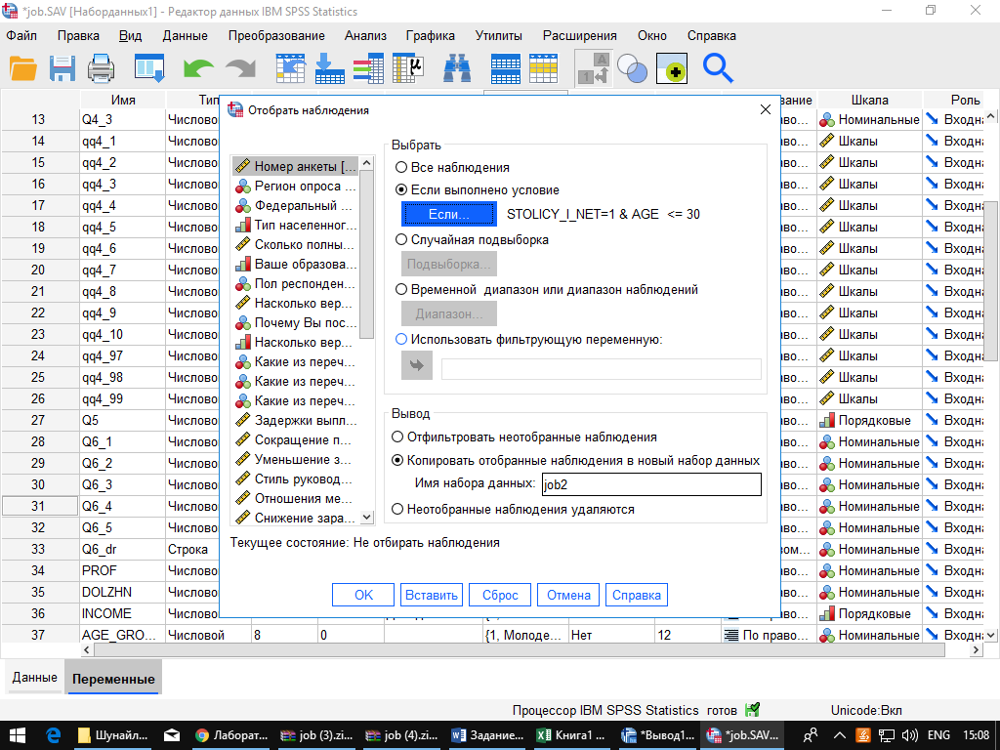 *job.SAV [Наборданных1] - Редактор данных IBM SPSS Statistics
Файл Правка Вид Данные Преобразование Анализ Графика Утилиты Расширения Окно Справка
Имя Тип Шкала Роль
13 Q4_3 Числово Номинальные Входна
14 qq4_1 Числово Шкалы Входна
15 qq4_2 Числово Шкалы Входна
16 qq4_3 Числово Шкалы Входна
17 qq4_4 Числово Шкалы Входна
18 qq4_5 Числово Шкалы Входна
19 qq4_6 Числово Шкалы Входна
20 qq4_7 Числово Шкалы Входна
21 qq4_8 Числово Шкалы Входна
22 qq4_9 Числово Шкалы Входна
23 qq4_10 Числово Шкалы Входна
24 qq4_97 Числово Шкалы Входна
25 qq4_98 Числово Шкалы Входна
26 qq4_99 Числово Шкалы Входна
27 Q5 Числово Порядковые Входна
28 Q6_1 Числово Номинальные Входна
29 Q6_2 Числово Номинальные Входна
30 Q6_3 Числово Номинальные Входна
31 Q6_4 Числово Номинальные Входна
32 Q6_5 Числово Номинальные Входна
33 Q6_dr Строка Номинальные Входна
34 PROF Числово Номинальные Входна
35 DOLZHN Числово Номинальные Входна
36 INCOME Числово Порядковые Входна
37 AGE_GRO... Числовой 8 0 {1, Молоде... Нет 12 По право... Номинальные Входна
Отобрать наблюдения
Номер анкеты [...
Регион опроса ...
Федеральный ...
Тип населенног...
Сколько полны...
Ваше образова...
Пол респонден...
Насколько вер...
Почему Вы пос...
Насколько вер...
Какие из переч...
Какие из переч...
Какие из переч...
Задержки выпл...
Сокращение п...
Уменьшение з...
Стиль руковод...
Отношения ме...
Снижение зара...
Выбрать
Все наблюдения
Если выполнено условие
Если... STOLICY_I_NET=1 & AGE <= 30
Случайная подвыборка
Подвыборка...
Временной диапазон или диапазон наблюдений
Диапазон...
Использовать фильтрующую переменную:
Вывод
Отфильтровать неотобранные наблюдения
Копировать отобранные наблюдения в новый набор данных
Имя набора данных: job2
Неотобранные наблюдения удаляются
Текущее состояние: Не отбирать наблюдения
OK Вставить Сброс Отмена Справка
Данные Переменные
Процессор IBM SPSS Statistics готов Unicode:Вкл
Шунайл... Лаборат... job (3).zi... job (4).zi... Задание... Книга1 ... *Вывод1... *job.SAV... ENG 15:08